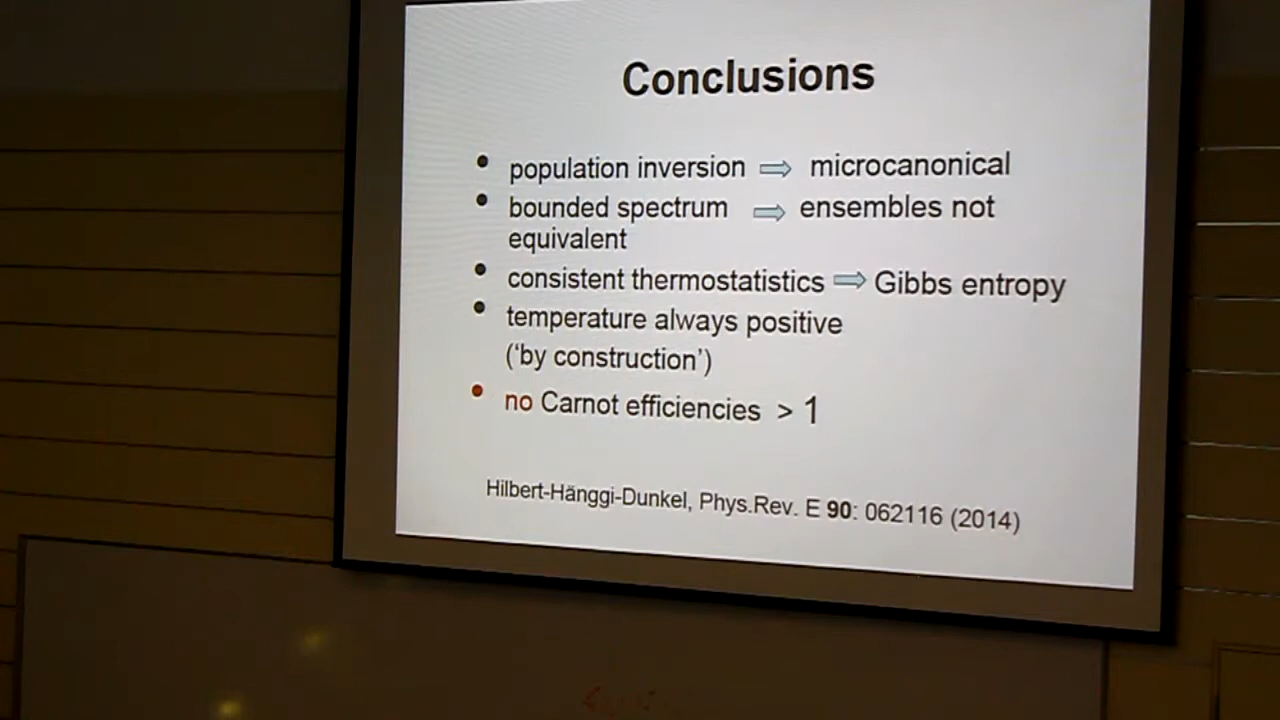 Conclusions
• population inversion ⇒ microcanonical
• bounded spectrum ⇒ ensembles not
equivalent
• consistent thermostatistics ⇒ Gibbs entropy
• temperature always positive
(‘by construction’)
• no Carnot efficiencies > 1
Hilbert-Hänggi-Dunkel, Phys.Rev. E 90: 062116 (2014)